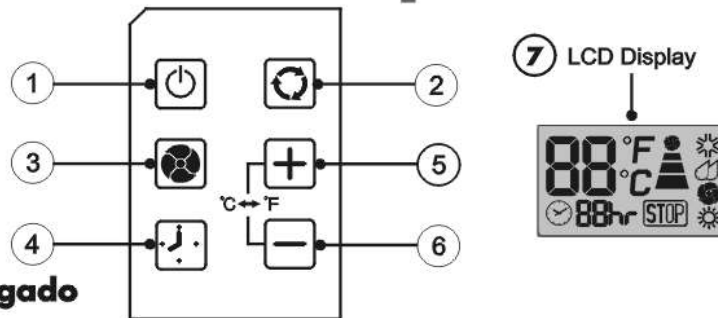 1
2
7 LCD Display
3
5
°C ↔ °F
4
6
88 °F
°C
88hr STOP
gado